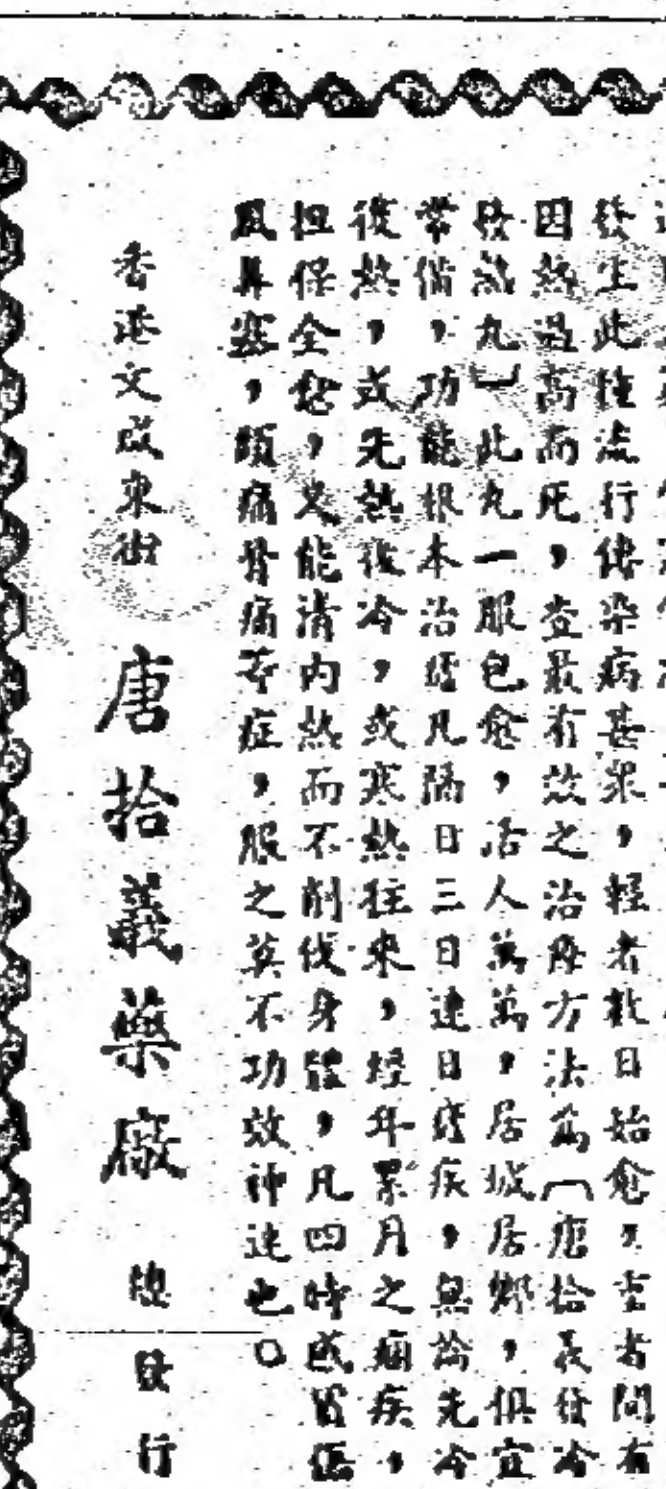 發生此種流行傳染病甚眾，輕者數日始愈，重者間有
因熱過高而死，查最有效之治療方法為﹁唐拾義發冷
發熱丸﹂此丸一服包愈，活人萬萬，居城居鄉，俱宜
常備，功能根本治瘧凡隔日三日連日瘧疾，無論先冷
後熱，或先熱後冷，或寒熱往來，經年累月之痼疾，
担保全愈，又能清內熱而不削伐身體，凡四時感冒傷
風鼻塞，頭痛骨痛等症，服之莫不功效神速也。
香港文咸東街 唐拾義藥廠 總發行